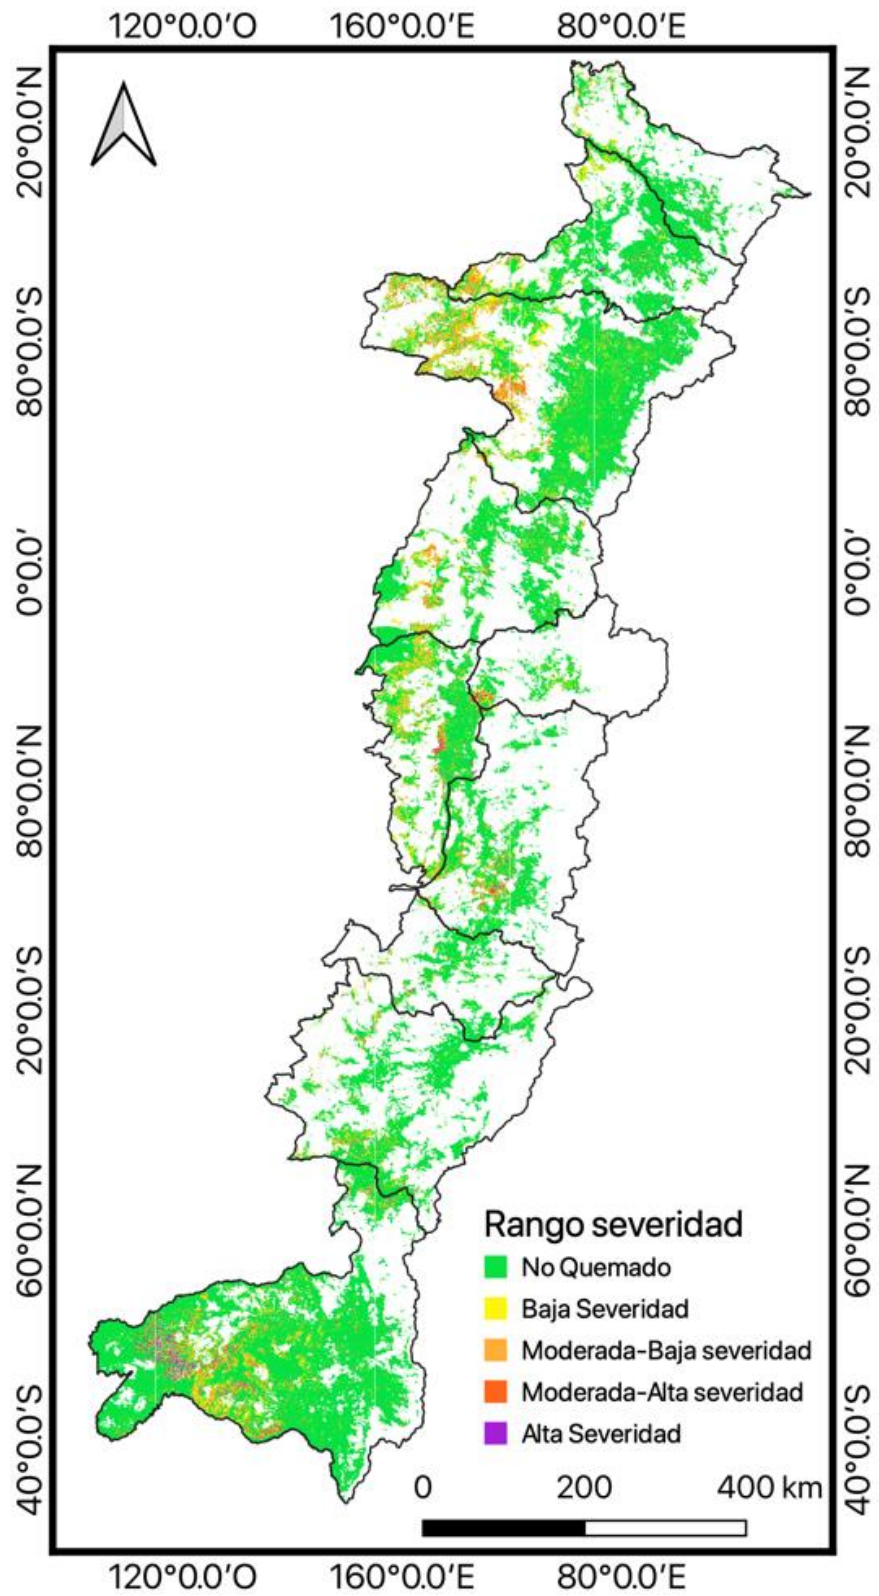 120°0.0'O 160°0.0'E 80°0.0'E
20°0.0'N
80°0.0'S
0°0.0'
80°0.0'N
20°0.0'S
60°0.0'N
40°0.0'S
20°0.0'N
80°0.0'S
0°0.0'
80°0.0'N
20°0.0'S
60°0.0'N
40°0.0'S
Rango severidad
No Quemado
Baja Severidad
Moderada-Baja severidad
Moderada-Alta severidad
Alta Severidad
0 200 400 km
120°0.0'O 160°0.0'E 80°0.0'E